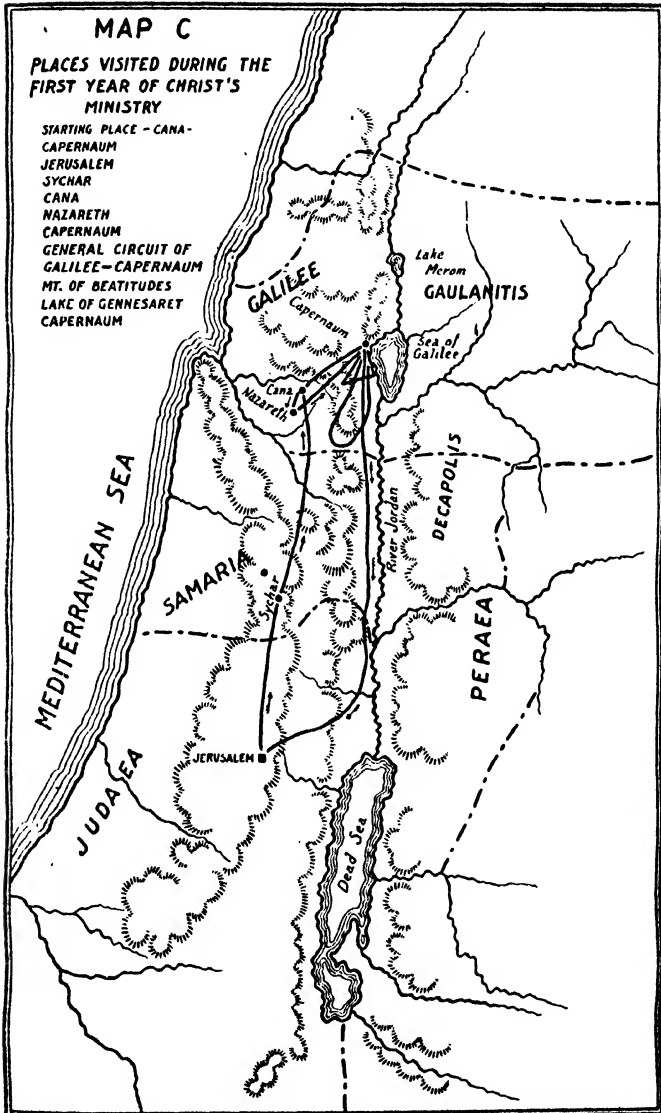 MAP C
PLACES VISITED DURING THE
FIRST YEAR OF CHRIST'S
MINISTRY
STARTING PLACE - CANA-
CAPERNAUM
JERUSALEM
SYCHAR
CANA
NAZARETH
CAPERNAUM
GENERAL CIRCUIT OF
GALILEE-CAPERNAUM
MT. OF BEATITUDES
LAKE OF GENNESARET
CAPERNAUM
Lake
Merom
GALILEE
GAULANITIS
Capernaum
Sea of
Galilee
Cana
Nazareth
MEDITERRANEAN SEA
DECAPOLIS
River Jordan
SAMARIA
Sychar
PERAEA
JERUSALEM
JUDAEA
Dead Sea